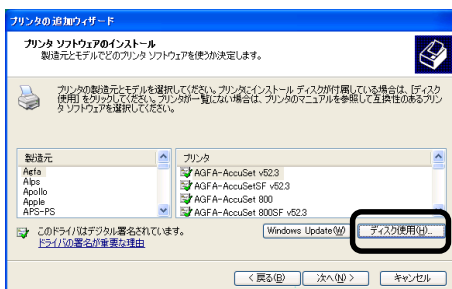 プリンタの追加ウィザード
プリンタ ソフトウェアのインストール
製造元とモデルでどのプリンタ ソフトウェアを使うか決定します。
プリンタの製造元とモデルを選択してください。プリンタにインストール ディスクが付属している場合は、[ディスク
使用] をクリックしてください。プリンタが一覧にない場合は、プリンタのマニュアルを参照して互換性のあるプリン
タ ソフトウェアを選択してください。
製造元
プリンタ
Agfa
Alps
Apollo
Apple
APS-PS
AGFA-AccuSet v52.3
AGFA-AccuSetSF v52.3
AGFA-AccuSet 800
AGFA-AccuSet 800SF v52.3
このドライバはデジタル署名されています。
ドライバの署名が重要な理由
Windows Update(W)
ディスク使用(H)...
< 戻る(B)
次へ(N) >
キャンセル